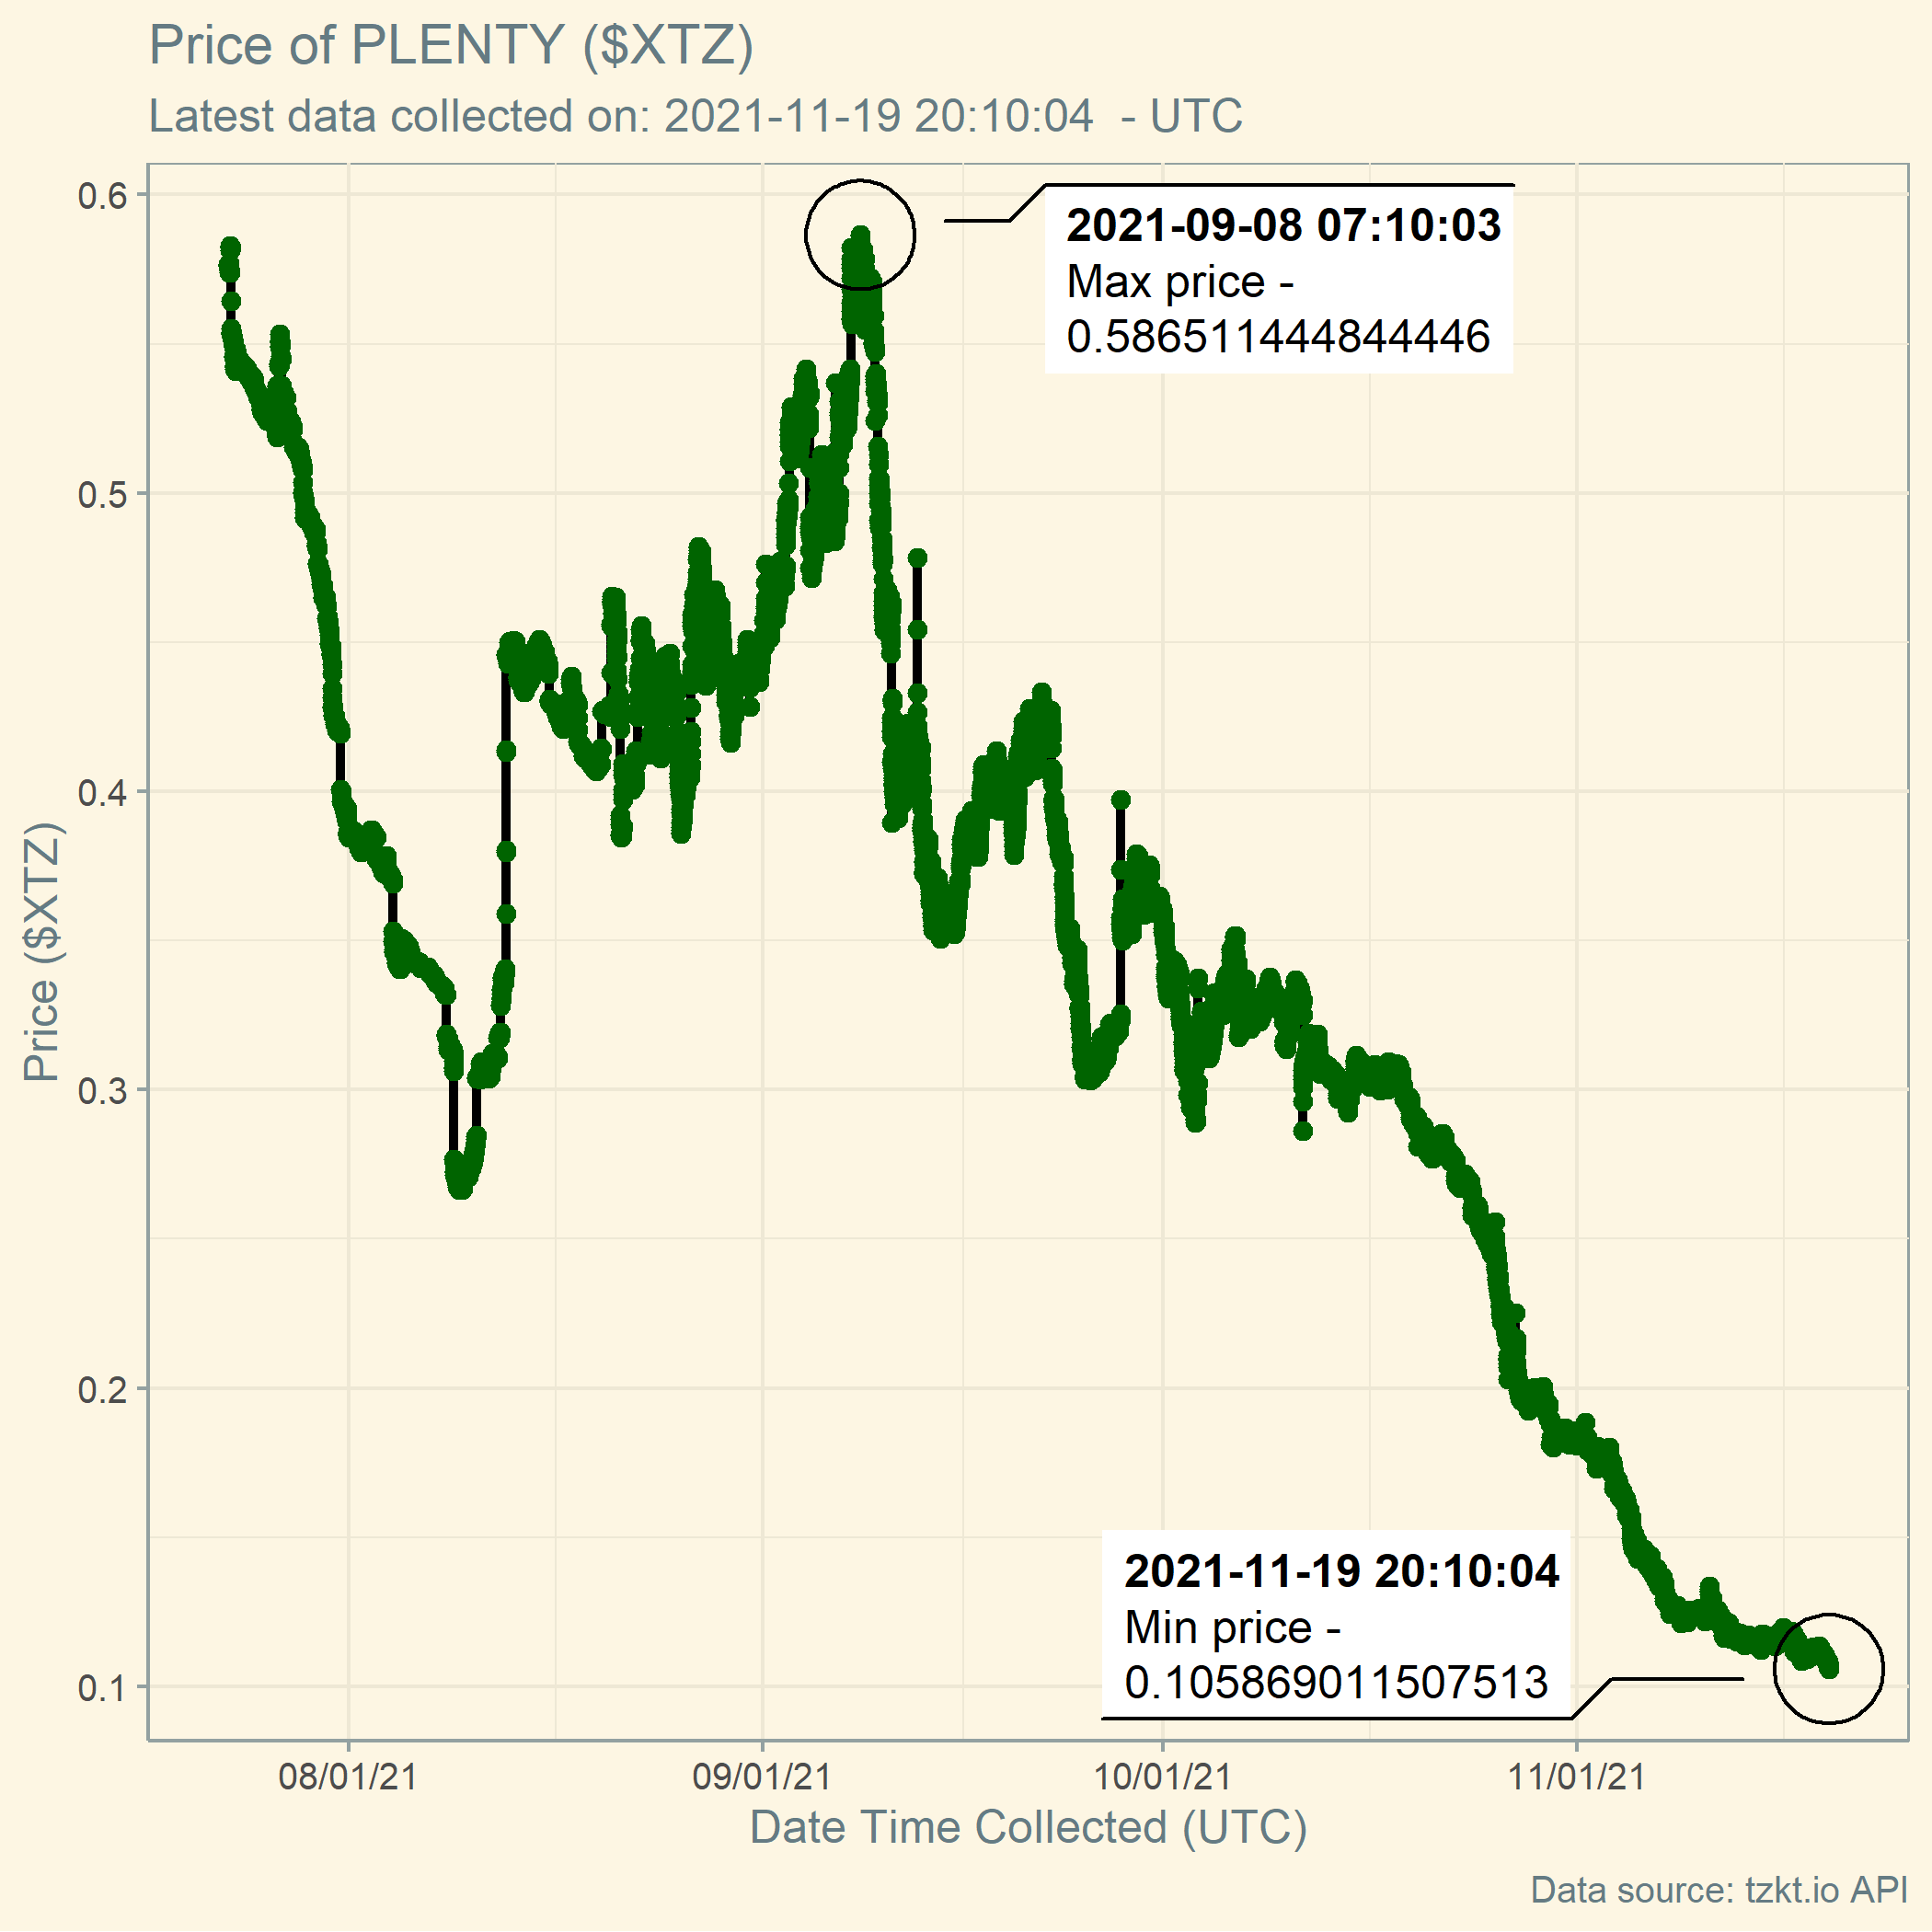 Price of PLENTY ($XTZ)
Latest data collected on: 2021-11-19 20:10:04  - UTC
2021-09-08 07:10:03
Max price -
0.586511444844446
0.6
0.5
0.4
0.3
0.2
0.1
Price ($XTZ)
2021-11-19 20:10:04
Min price -
0.105869011507513
08/01/21
09/01/21
10/01/21
11/01/21
Date Time Collected (UTC)
Data source: tzkt.io API